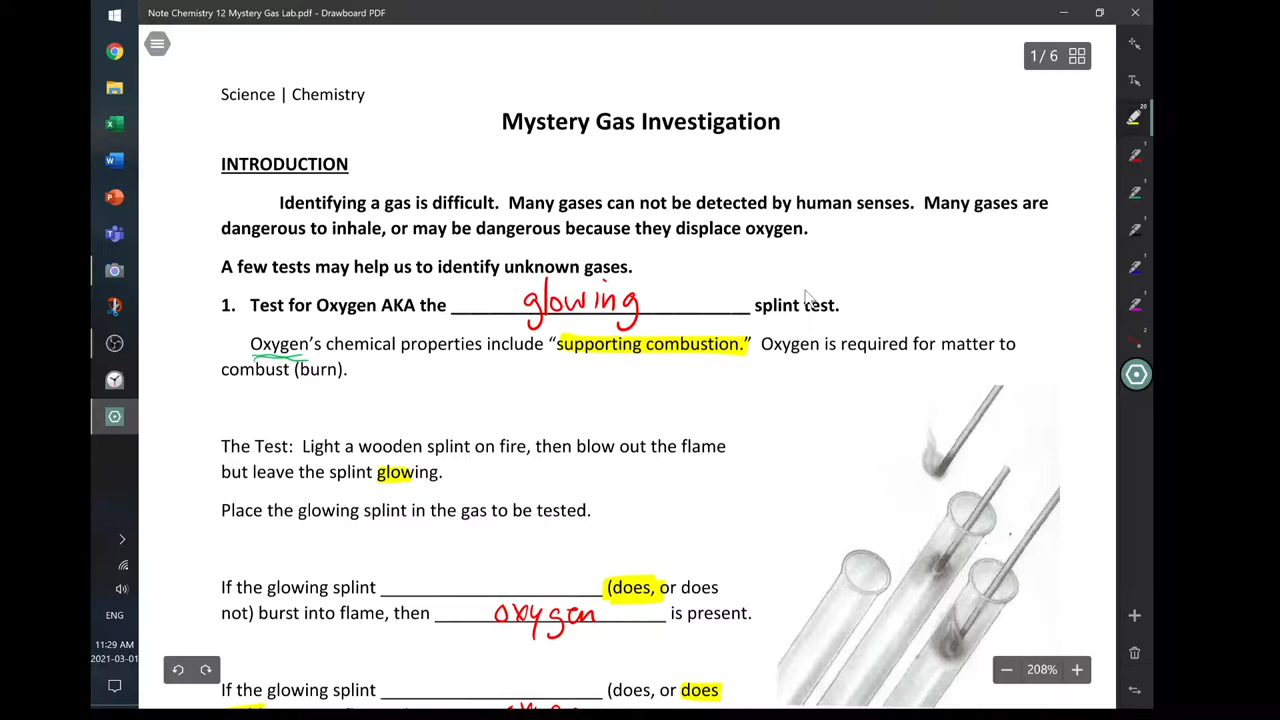 Note Chemistry 12 Mystery Gas Lab.pdf - Drawboard PDF
1 / 6
20
Science | Chemistry
Mystery Gas Investigation
INTRODUCTION
Identifying a gas is difficult. Many gases can not be detected by human senses. Many gases are
dangerous to inhale, or may be dangerous because they displace oxygen.
A few tests may help us to identify unknown gases.
1. Test for Oxygen AKA the glowing splint test.
Oxygen's chemical properties include "supporting combustion." Oxygen is required for matter to
combust (burn).
The Test: Light a wooden splint on fire, then blow out the flame
but leave the splint glowing.
Place the glowing splint in the gas to be tested.
If the glowing splint ____________________ (does, or does
not) burst into flame, then oxygen is present.
If the glowing splint ____________________ (does, or does
ENG
11:29 AM
2021-03-01
208%